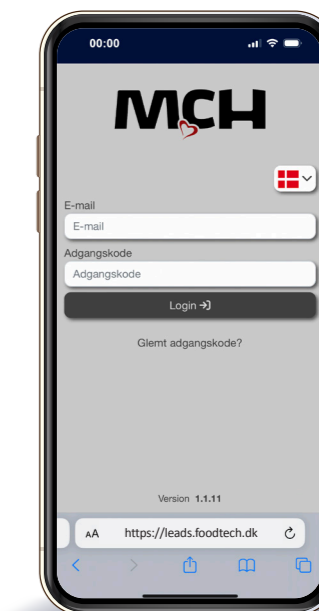 00:00
MCH
E-mail
E-mail
Adgangskode
Adgangskode
Login
Glemt adgangskode?
Version 1.1.11
AA https://leads.foodtech.dk